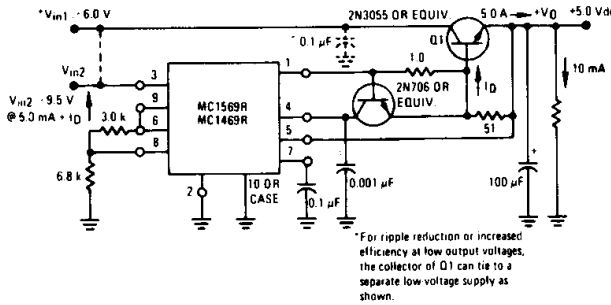 *Vin1 -6.0 V
2N3055 OR EQUIV.
5.0 A
+VO
+5.0 Vdc
Q1
0.1 µF
10 mA
Vin2
3
1
1.0
ID
2N706 OR
EQUIV.
Vin2 -9.5 V
@ 5.0 mA + ID
9
3.0 k
6
8
MC1569R
MC1469R
4
5
7
51
6.8 k
2
10 OR
CASE
0.1 µF
0.001 µF
+
100 µF
*For ripple reduction or increased
efficiency at low output voltages,
the collector of Q1 can tie to a
separate low-voltage supply as
shown.